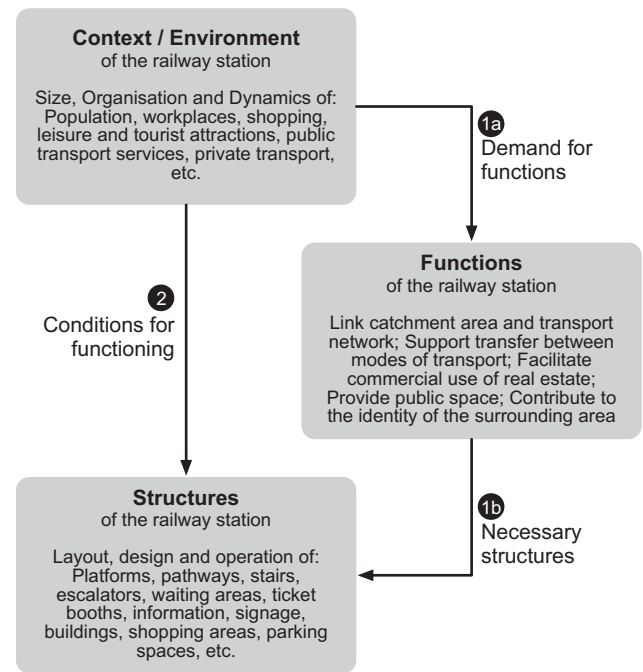 Context / Environment
of the railway station
Size, Organisation and Dynamics of:
Population, workplaces, shopping,
leisure and tourist attractions, public
transport services, private transport,
etc.
1a
Demand for
functions
Functions
of the railway station
Link catchment area and transport
network; Support transfer between
modes of transport; Facilitate
commercial use of real estate;
Provide public space; Contribute to
the identity of the surrounding area
2
Conditions for
functioning
1b
Necessary
structures
Structures
of the railway station
Layout, design and operation of:
Platforms, pathways, stairs,
escalators, waiting areas, ticket
booths, information, signage,
buildings, shopping areas, parking
spaces, etc.